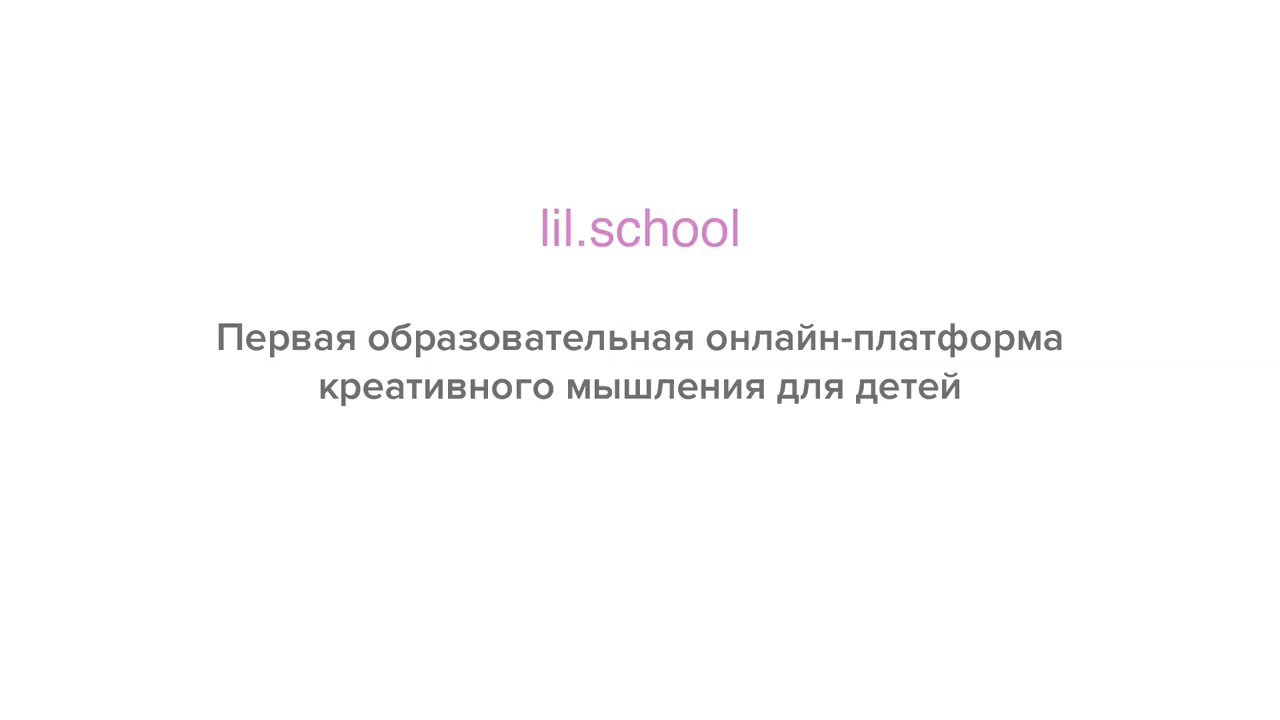 lil.school
Первая образовательная онлайн-платформа
креативного мышления для детей